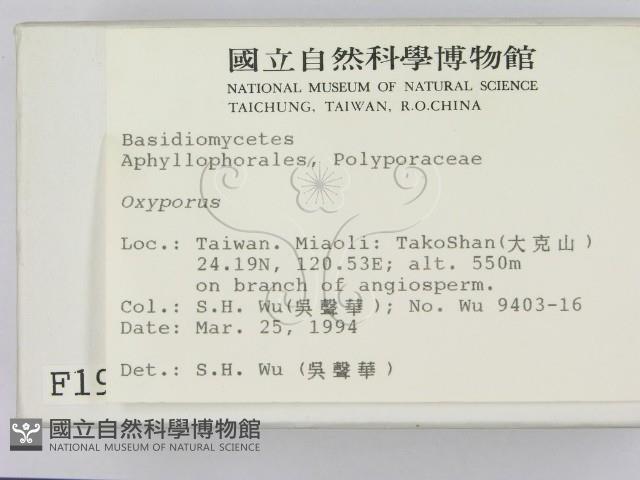 國立自然科學博物館
NATIONAL MUSEUM OF NATURAL SCIENCE
TAICHUNG, TAIWAN, R.O.CHINA
Basidiomycetes
Aphyllophorales, Polyporaceae
Oxyporus
Loc.: Taiwan. Miaoli: TakoShan(大克山)
24.19N, 120.53E; alt. 550m
on branch of angiosperm.
Col.: S.H. Wu(吳聲華); No. Wu 9403-16
Date: Mar. 25, 1994
Det.: S.H. Wu (吳聲華)
F19
國立自然科學博物館
NATIONAL MUSEUM OF NATURAL SCIENCE